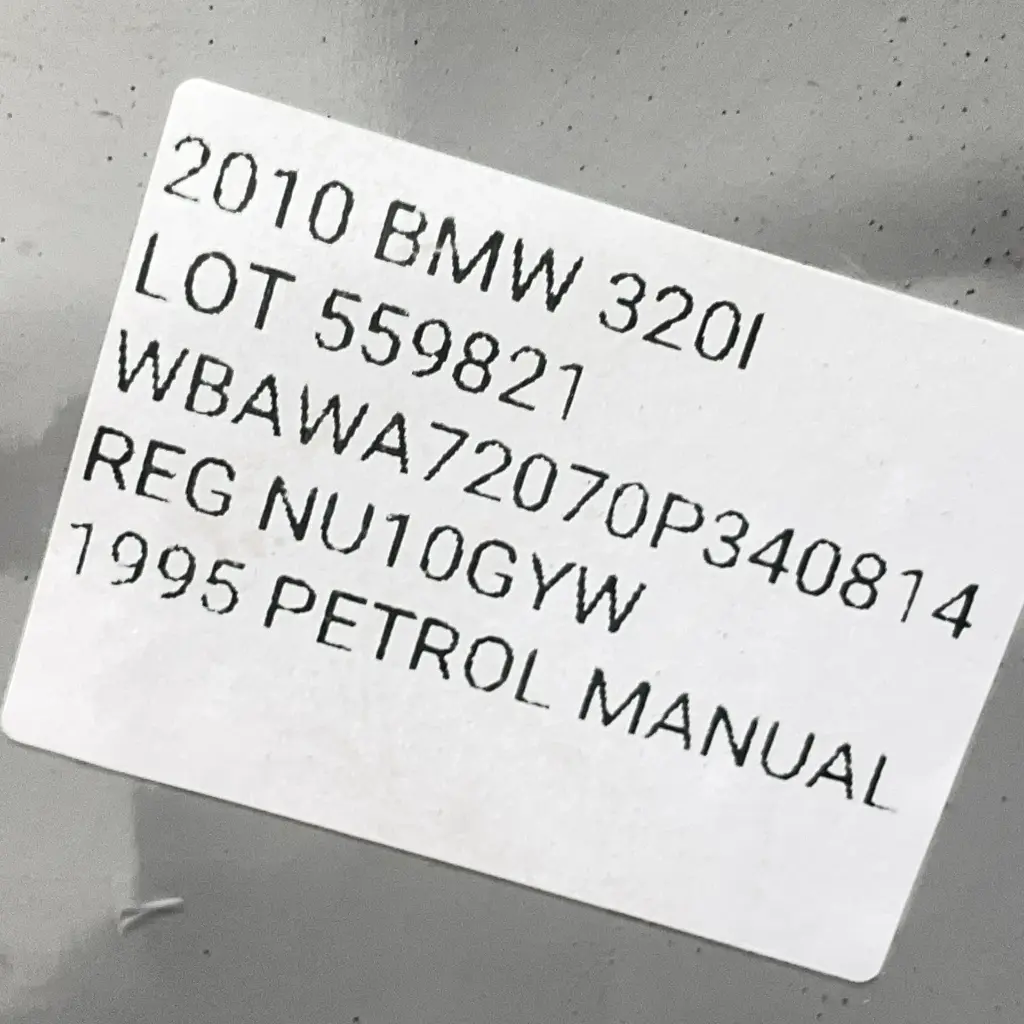 2010 BMW 320I
LOT 559821
WBAWA72070P340814
REG NU10GYW
1995 PETROL MANUAL